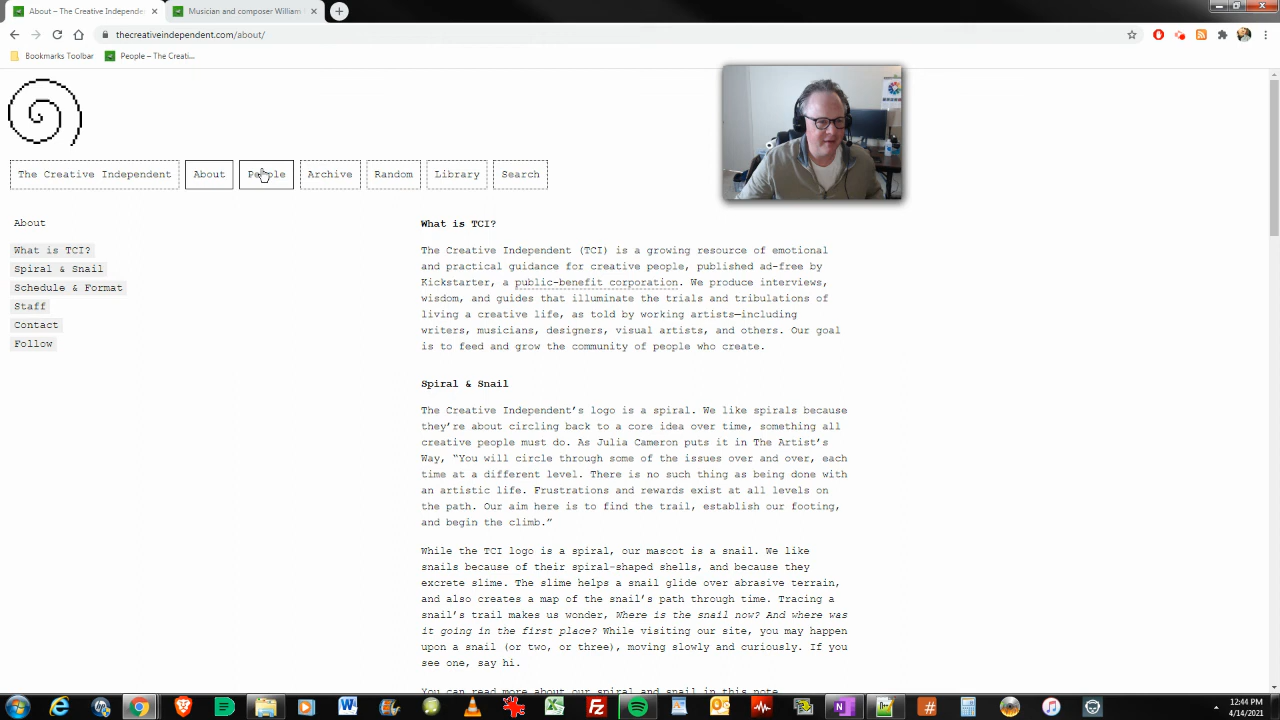 About – The Creative Independe
Musician and composer William
thecreativeindependent.com/about/
Bookmarks Toolbar
People – The Creati...
The Creative Independent
About
People
Archive
Random
Library
Search
About
What is TCI?
Spiral & Snail
Schedule & Format
Staff
Contact
Follow
What is TCI?
The Creative Independent (TCI) is a growing resource of emotional
and practical guidance for creative people, published ad-free by
Kickstarter, a public-benefit corporation. We produce interviews,
wisdom, and guides that illuminate the trials and tribulations of
living a creative life, as told by working artists—including
writers, musicians, designers, visual artists, and others. Our goal
is to feed and grow the community of people who create.
Spiral & Snail
The Creative Independent’s logo is a spiral. We like spirals because
they’re about circling back to a core idea over time, something all
creative people must do. As Julia Cameron puts it in The Artist’s
Way, “You will circle through some of the issues over and over, each
time at a different level. There is no such thing as being done with
an artistic life. Frustrations and rewards exist at all levels on
the path. Our aim here is to find the trail, establish our footing,
and begin the climb.”
While the TCI logo is a spiral, our mascot is a snail. We like
snails because of their spiral-shaped shells, and because they
excrete slime. The slime helps a snail glide over abrasive terrain,
and also creates a map of the snail’s path through time. Tracing a
snail’s trail makes us wonder, Where is the snail now? And where was
it going in the first place? While visiting our site, you may happen
upon a snail (or two, or three), moving slowly and curiously. If you
see one, say hi.
You can read more about our spiral and snail in this note.
12:44 PM
4/14/2021